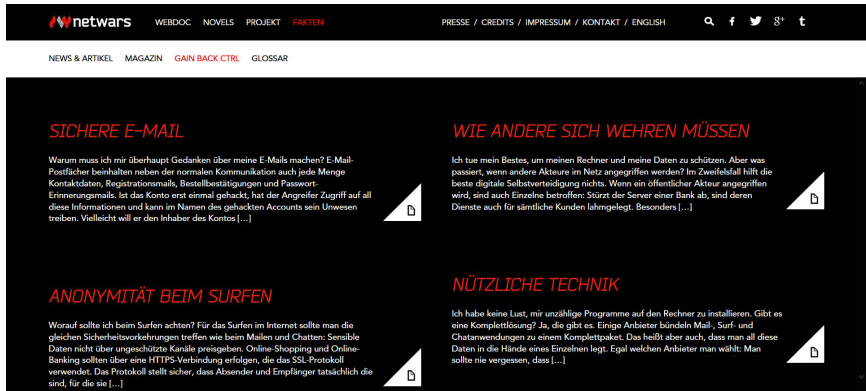 netwars WEBDOC NOVELS PROJEKT FAKTEN PRESSE / CREDITS / IMPRESSUM / KONTAKT / ENGLISH f g+ t
NEWS & ARTIKEL MAGAZIN GAIN BACK CTRL GLOSSAR
SICHERE E-MAIL
Warum muss ich mir überhaupt Gedanken über meine E-Mails machen? E-Mail-
Postfächer beinhalten neben der normalen Kommunikation auch jede Menge
Kontaktdaten, Registrationsmails, Bestellbestätigungen und Passwort-
Erinnerungsmails. Ist das Konto erst einmal gehackt, hat der Angreifer Zugriff auf all
diese Informationen und kann im Namen des gehackten Accounts sein Unwesen
treiben. Vielleicht will er den Inhaber des Kontos [...]
WIE ANDERE SICH WEHREN MÜSSEN
Ich tue mein Bestes, um meinen Rechner und meine Daten zu schützen. Aber was
passiert, wenn andere Akteure im Netz angegriffen werden? Im Zweifelsfall hilft die
beste digitale Selbstverteidigung nichts. Wenn ein öffentlicher Akteur angegriffen
wird, sind auch Einzelne betroffen: Stürzt der Server einer Bank ab, sind deren
Dienste auch für sämtliche Kunden lahmgelegt. Besonders [...]
ANONYMITÄT BEIM SURFEN
Worauf sollte ich beim Surfen achten? Für das Surfen im Internet sollte man die
gleichen Sicherheitsvorkehrungen treffen wie beim Mailen und Chatten: Sensible
Daten nicht über ungeschützte Kanäle preisgeben. Online-Shopping und Online-
Banking sollten über eine HTTPS-Verbindung erfolgen, die das SSL-Protokoll
verwendet. Das Protokoll stellt sicher, dass Absender und Empfänger tatsächlich die
sind, für die sie [...]
NÜTZLICHE TECHNIK
Ich habe keine Lust, mir unzählige Programme auf den Rechner zu installieren. Gibt es
eine Komplettlösung? Ja, die gibt es. Einige Anbieter bündeln Mail-, Surf- und
Chatanwendungen zu einem Komplettpaket. Das heißt aber auch, dass man all diese
Daten in die Hände eines Einzelnen legt. Egal welchen Anbieter man wählt: Man
sollte nie vergessen, dass [...]